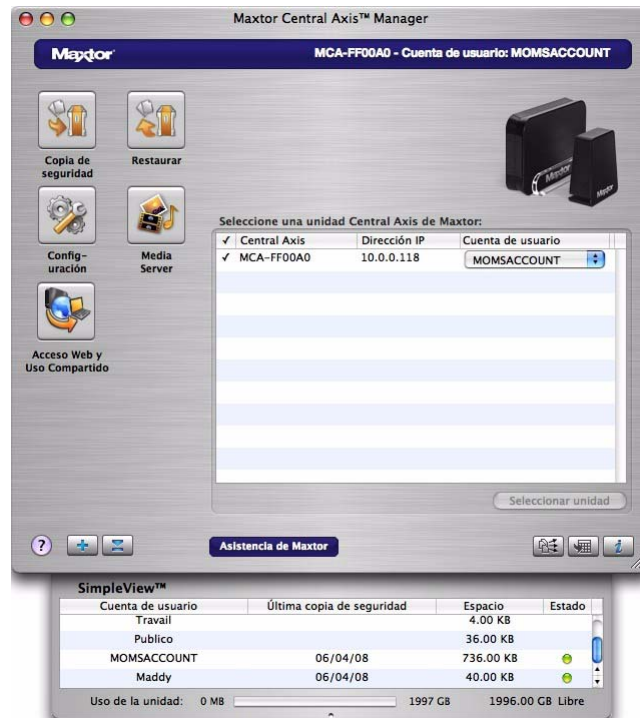 Maxtor Central Axis™ Manager
Maxtor
MCA-FF00A0 - Cuenta de usuario: MOMSACCOUNT
Copia de
seguridad
Restaurar
Config-
uración
Media
Server
Acceso Web y
Uso Compartido
Maxtor
Maxtor
Seleccione una unidad Central Axis de Maxtor:
✓ Central Axis Dirección IP Cuenta de usuario
✓ MCA-FF00A0 10.0.0.118 MOMSACCOUNT
Seleccionar unidad
? Asistencia de Maxtor i
SimpleView™
Cuenta de usuario Última copia de seguridad Espacio Estado
Travail 4.00 KB
Publico 36.00 KB
MOMSACCOUNT 06/04/08 736.00 KB
Maddy 06/04/08 40.00 KB
Uso de la unidad: 0 MB 1997 GB 1996.00 GB Libre